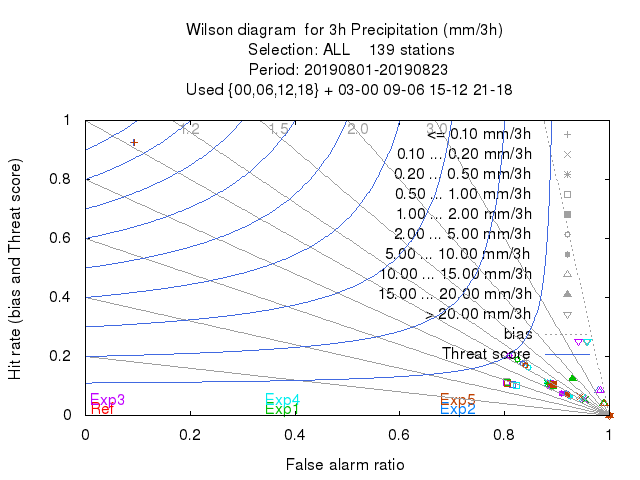 Wilson diagram  for 3h Precipitation (mm/3h)
Selection: ALL    139 stations
Period: 20190801-20190823
Used {00,06,12,18} + 03-00 09-06 15-12 21-18
Hit rate (bias and Threat score)
1
0.8
0.6
0.4
0.2
0
1.2
1.5
2.0
3.0
<= 0.10 mm/3h
0.10 ... 0.20 mm/3h
0.20 ... 0.50 mm/3h
0.50 ... 1.00 mm/3h
1.00 ... 2.00 mm/3h
2.00 ... 5.00 mm/3h
5.00 ... 10.00 mm/3h
10.00 ... 15.00 mm/3h
15.00 ... 20.00 mm/3h
> 20.00 mm/3h
bias
Threat score
Exp3 Exp4 Exp5
Ref Exp1 Exp2
0 0.2 0.4 0.6 0.8 1
False alarm ratio